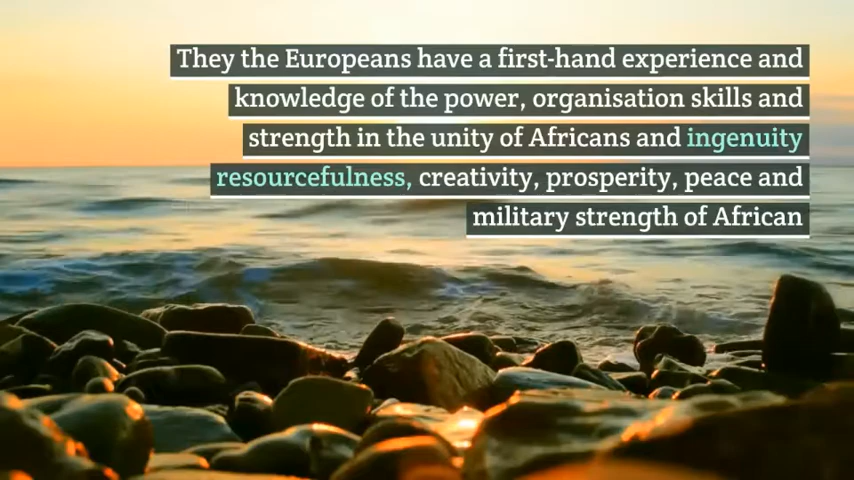 They the Europeans have a first-hand experience and
knowledge of the power, organisation skills and
strength in the unity of Africans and ingenuity
resourcefulness, creativity, prosperity, peace and
military strength of African